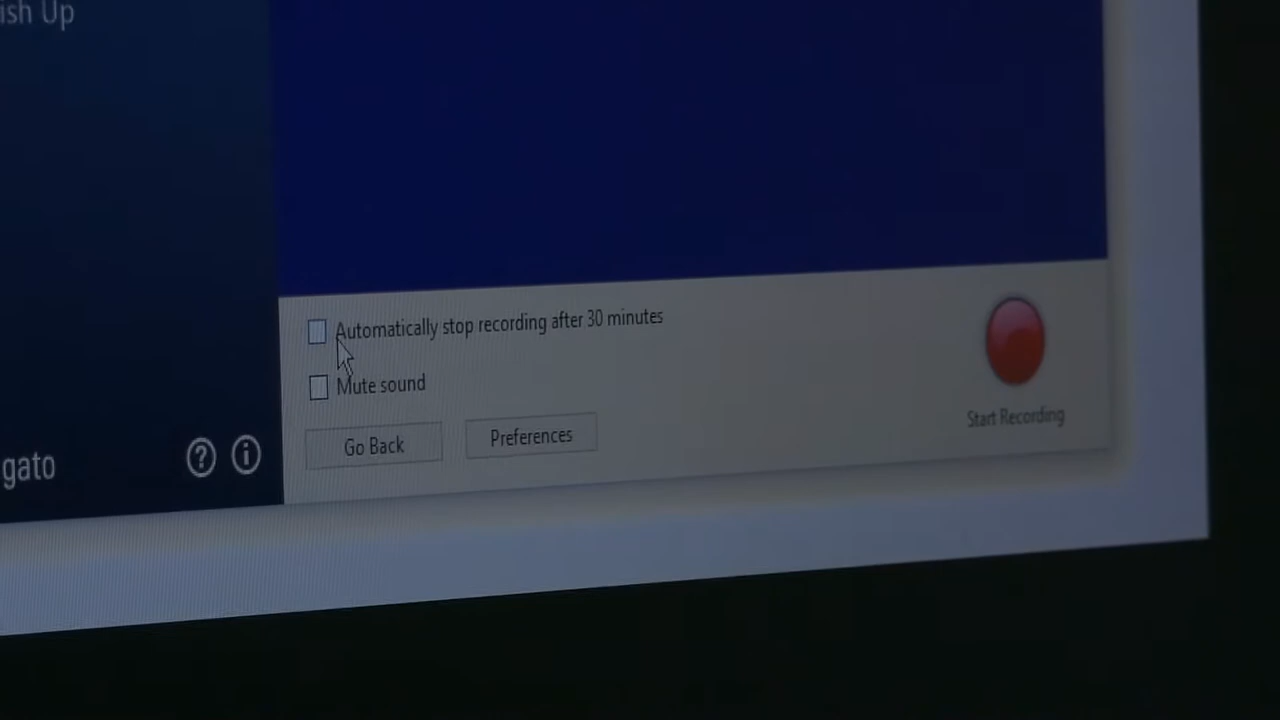 ish Up
Automatically stop recording after 30 minutes
Mute sound
Go Back
Preferences
Start Recording
gato